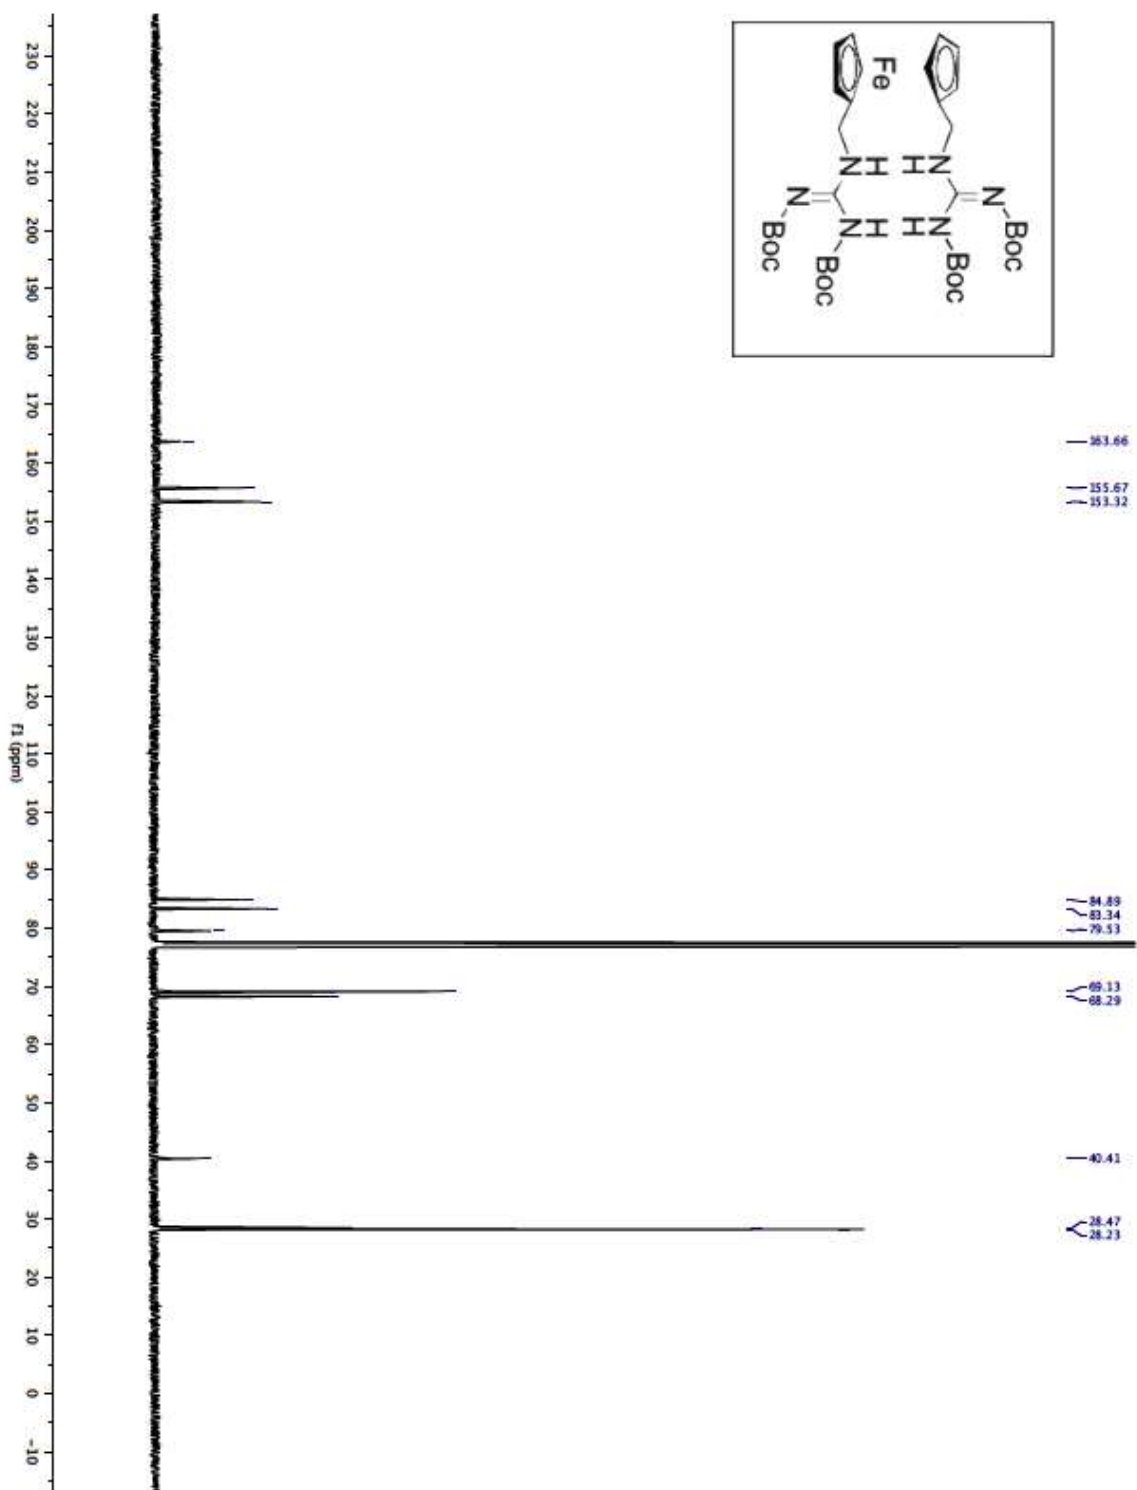 Fe
N
H
N
H
N
Boc
N
H
N
H
N
Boc
Boc
Boc
163.66
155.67
153.32
84.89
83.34
79.53
69.13
68.29
40.41
28.47
28.23
230 220 210 200 190 180 170 160 150 140 130 120 110 100 90 80 70 60 50 40 30 20 10 0 -10
f1 (ppm)